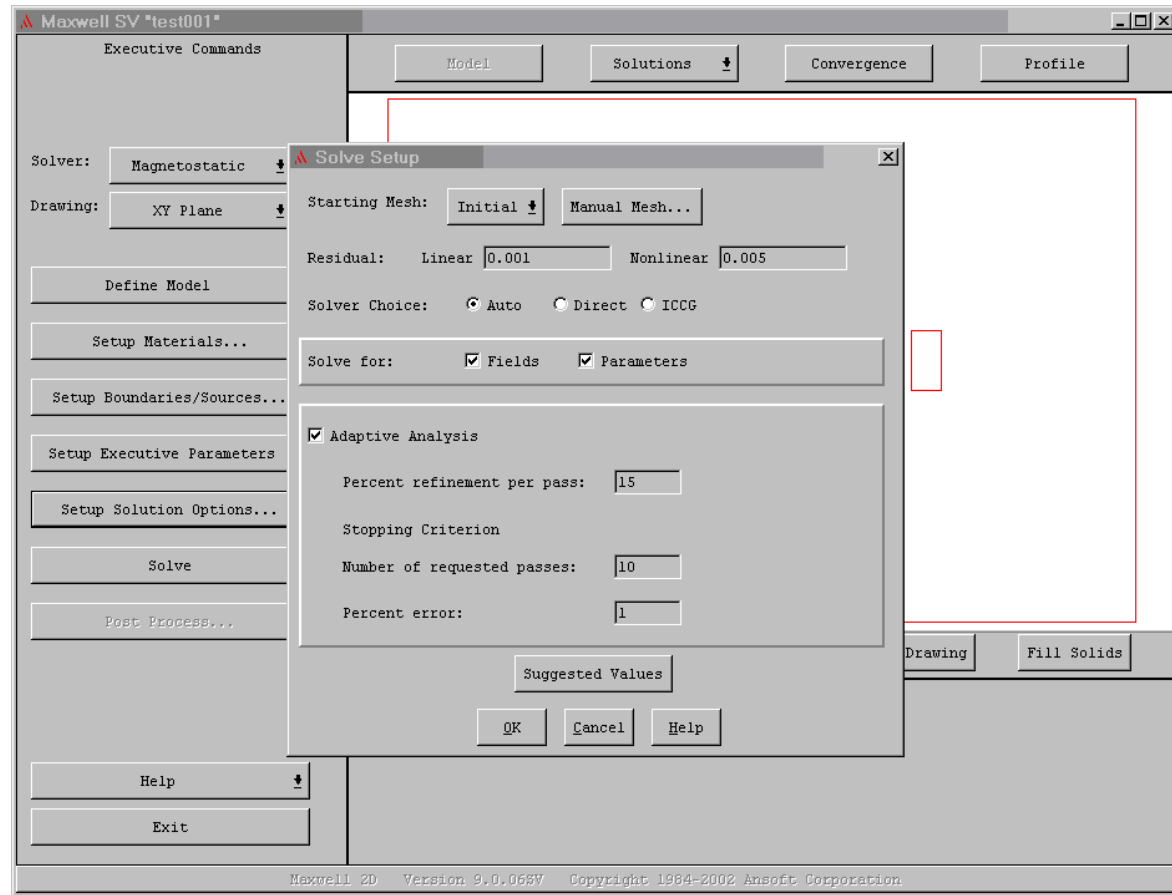 Maxwell SV "test001"
Executive Commands
Model
Solutions
Convergence
Profile
Solver:
Magnetostatic
Drawing:
XY Plane
Define Model
Setup Materials...
Setup Boundaries/Sources...
Setup Executive Parameters
Setup Solution Options...
Solve
Post Process...
Help
Exit
Solve Setup
Starting Mesh: Initial Manual Mesh...
Residual: Linear 0.001 Nonlinear 0.005
Solver Choice: Auto Direct ICCG
Solve for: Fields Parameters
Adaptive Analysis
Percent refinement per pass: 15
Stopping Criterion
Number of requested passes: 10
Percent error: 1
Suggested Values
OK Cancel Help
Drawing
Fill Solids
Maxwell 2D Version 9.0.06SV Copyright 1984-2002 Ansoft Corporation